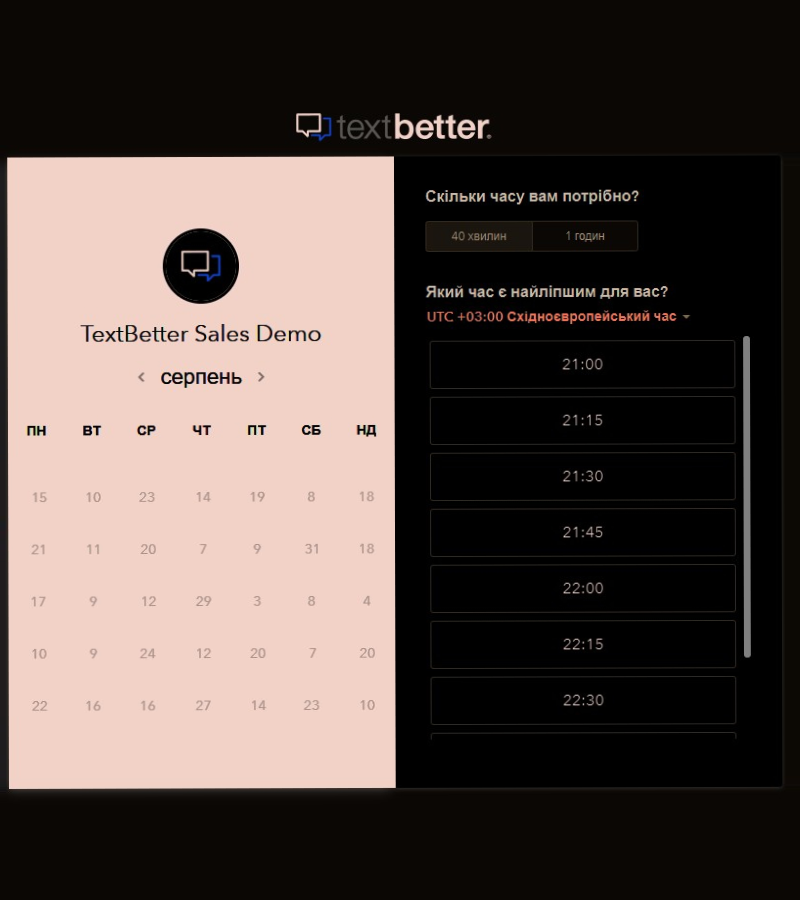 textbetter.
TextBetter Sales Demo
серпень
ПН ВТ СР ЧТ ПТ СБ НД
15 10 23 14 19 8 18
21 11 20 7 9 31 18
17 9 12 29 3 8 4
10 9 24 12 20 7 20
22 16 16 27 14 23 10
Скільки часу вам потрібно?
40 хвилин 1 годин
Який час є найліпшим для вас?
UTC +03:00 Східноєвропейський час
21:00
21:15
21:30
21:45
22:00
22:15
22:30